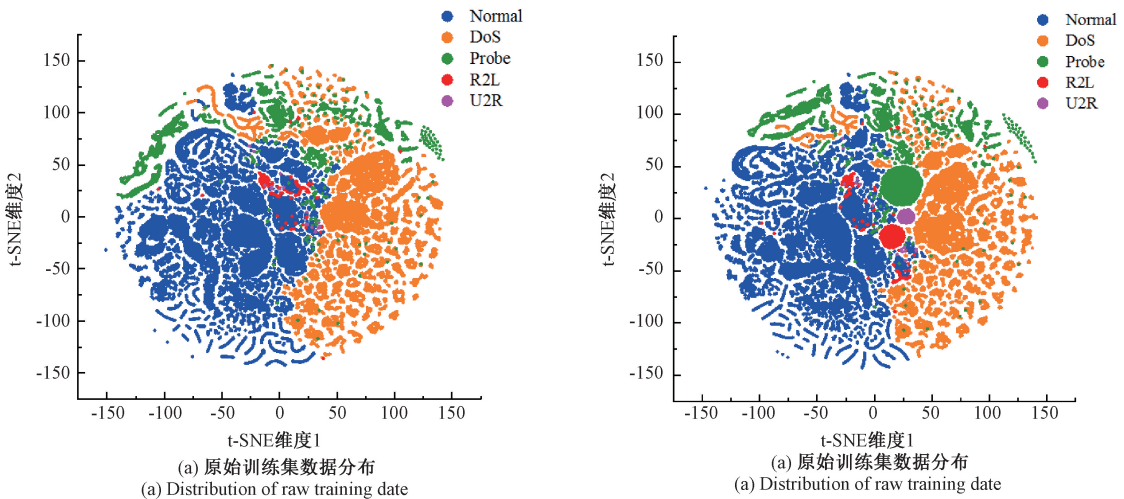 Normal
DoS
Probe
R2L
U2R
150
100
50
0
-50
-100
-150
t-SNE维度2
-150
-100
-50
0
50
100
150
t-SNE维度1
(a) 原始训练集数据分布
(a) Distribution of raw training date
Normal
DoS
Probe
R2L
U2R
150
100
50
0
-50
-100
-150
t-SNE维度2
-150
-100
-50
0
50
100
150
t-SNE维度1
(a) 原始训练集数据分布
(a) Distribution of raw training date